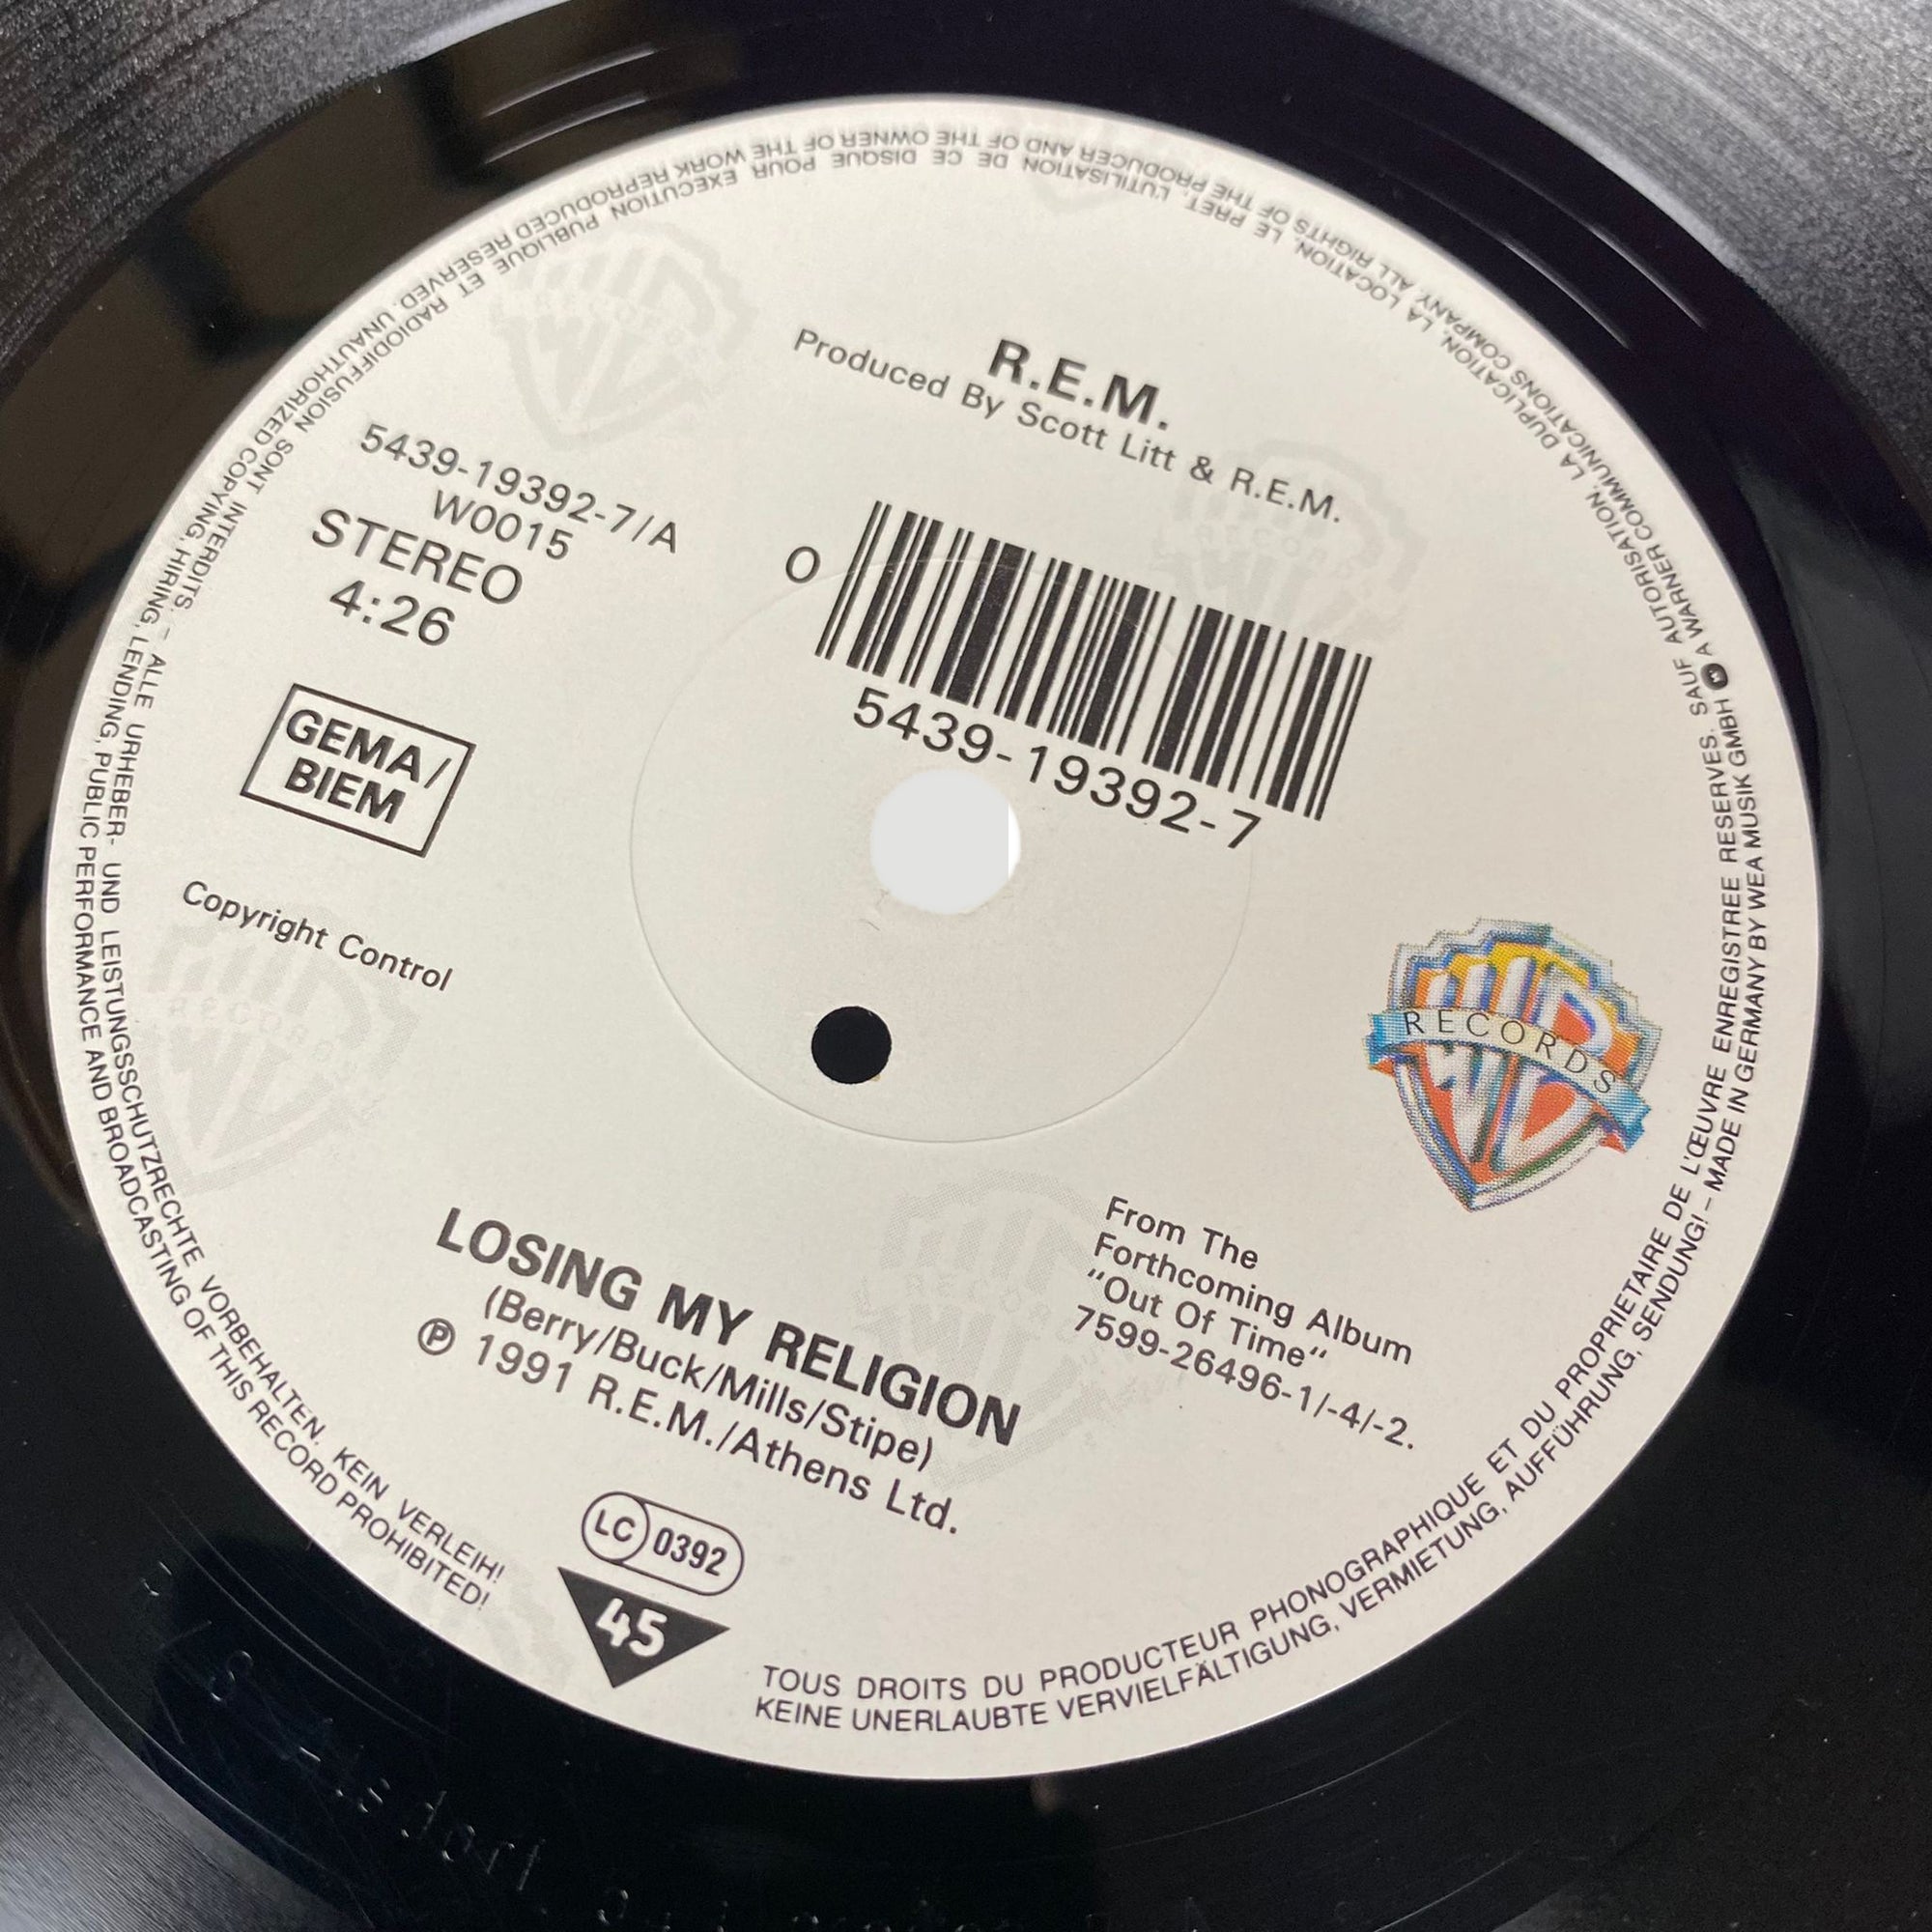 R.E.M.
Produced By Scott Litt & R.E.M.
5439-19392-7/A
W0015
STEREO
4:26
0
5439-19392-7
GEMA/
BIEM
Copyright Control
RECORDS
From The
Forthcoming Album
“Out Of Time“
7599-26496-1/-4/-2.
LOSING MY RELIGION
(Berry/Buck/Mills/Stipe)
℗ 1991 R.E.M./Athens Ltd.
LC 0392
45
TOUS DROITS DU PRODUCTEUR PHONOGRAPHIQUE ET DU PROPRIETAIRE DE L'ŒUVRE ENREGISTREE RESERVES. SAUF AUTORISATION, LA DUPLICATION, LA LOCATION, LE PRET, L'UTILISATION DE CE DISQUE POUR EXECUTION PUBLIQUE ET RADIODIFFUSION SONT INTERDITS. – ALLE URHEBER- UND LEISTUNGSSCHUTZRECHTE VORBEHALTEN. KEIN VERLEIH!
KEINE UNERLAUBTE VERVIELFÄLTIGUNG, VERMIETUNG, AUFFÜHRUNG, SENDUNG! – MADE IN GERMANY BY WEA MUSIK GMBH A WARNER COMMUNICATIONS COMPANY. ALL RIGHTS OF THE PRODUCER AND OF THE OWNER OF THE WORK REPRODUCED RESERVED. UNAUTHORIZED COPYING, HIRING, LENDING, PUBLIC PERFORMANCE AND BROADCASTING OF THIS RECORD PROHIBITED!